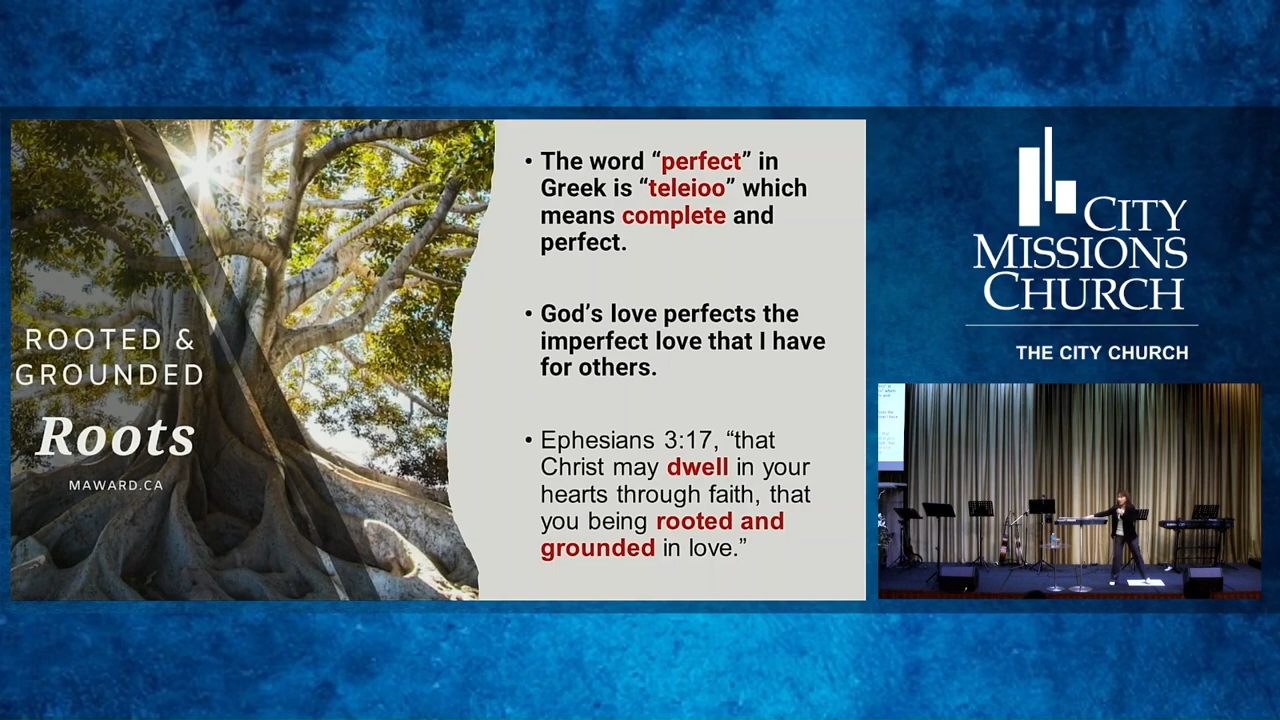 ROOTED &
GROUNDED
Roots
MAWARD.CA
• The word “perfect” in
Greek is “teleioo” which
means complete and
perfect.
• God’s love perfects the
imperfect love that I have
for others.
• Ephesians 3:17, “that
Christ may dwell in your
hearts through faith, that
you being rooted and
grounded in love.”
CITY
MISSIONS
CHURCH
THE CITY CHURCH